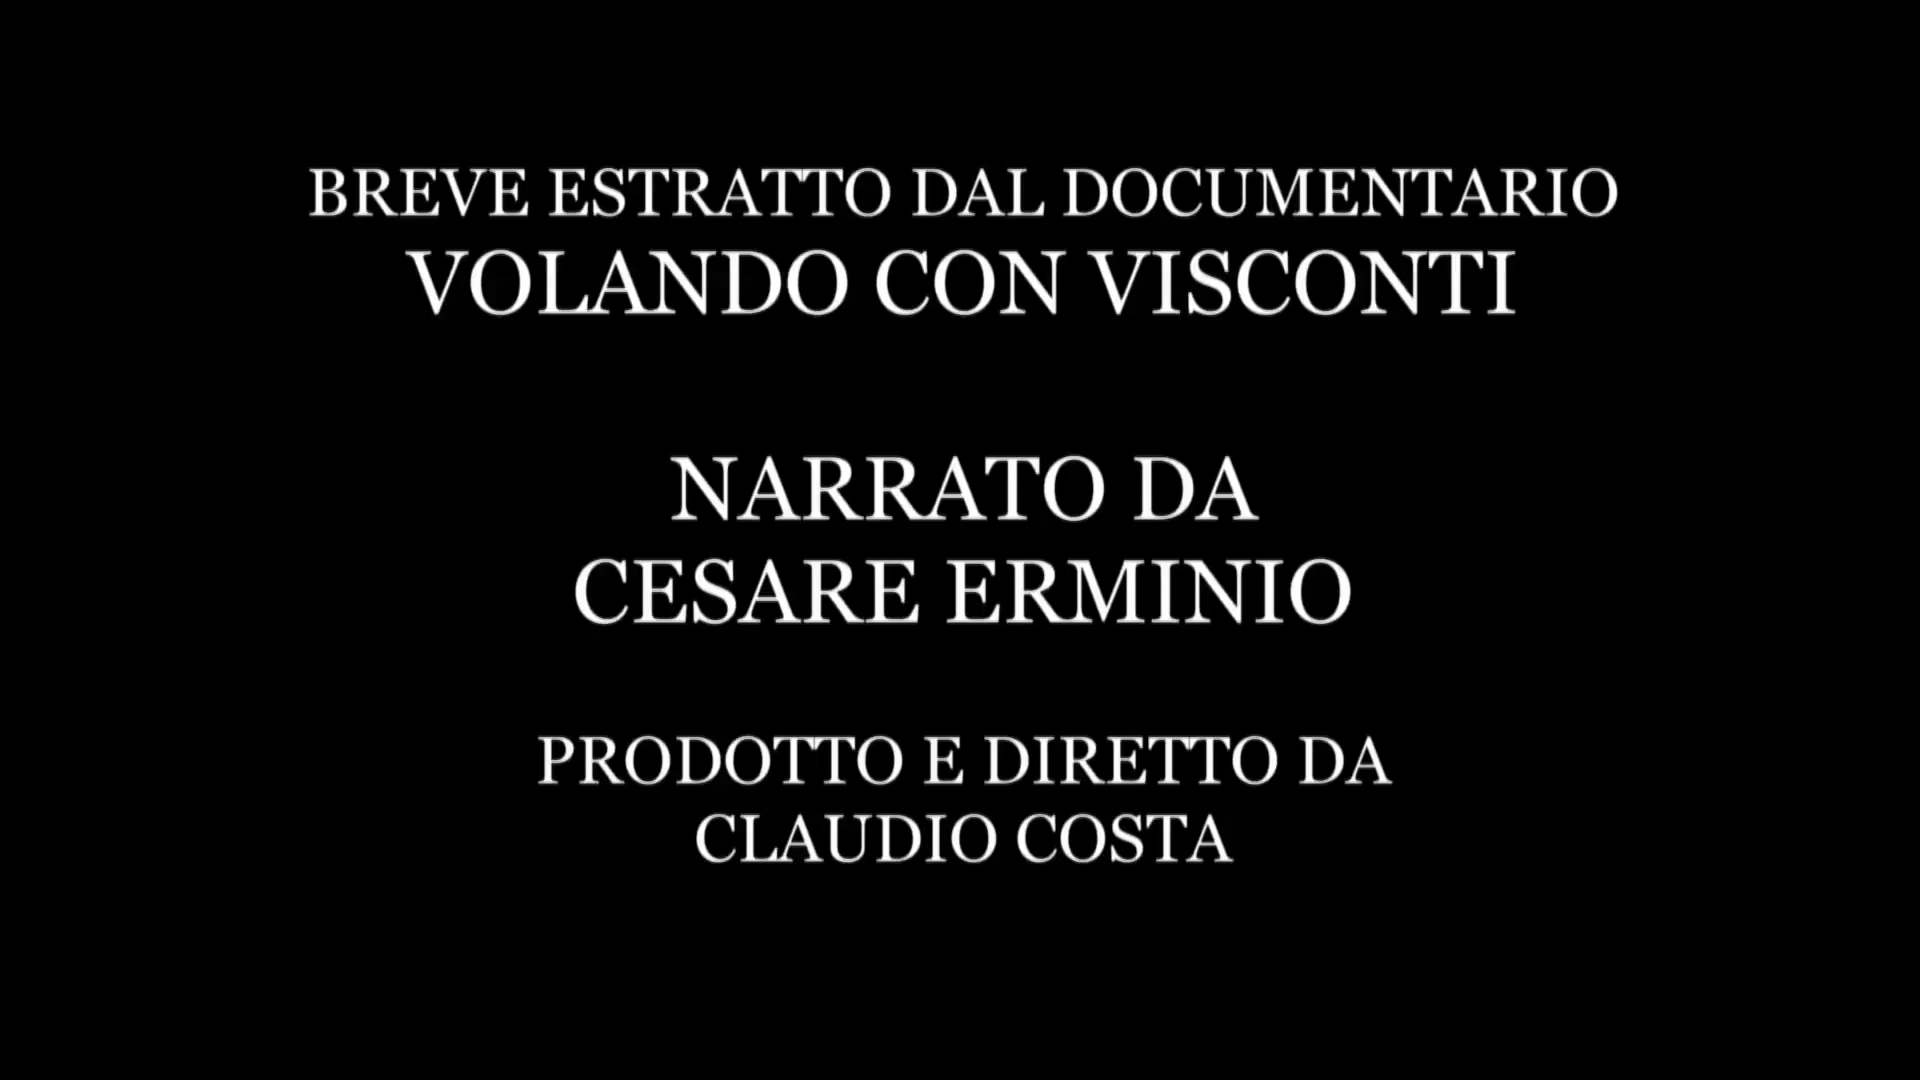 BREVE ESTRATTO DAL DOCUMENTARIO
VOLANDO CON VISCONTI
NARRATO DA
CESARE ERMINIO
PRODOTTO E DIRETTO DA
CLAUDIO COSTA